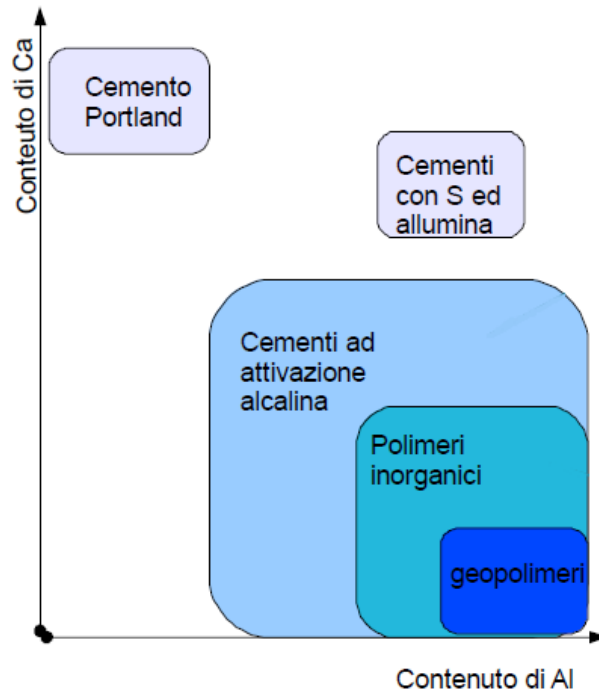 Conteuto di Ca
Cemento
Portland
Cementi
con S ed
allumina
Cementi ad
attivazione
alcalina
Polimeri
inorganici
geopolimeri
Contenuto di Al